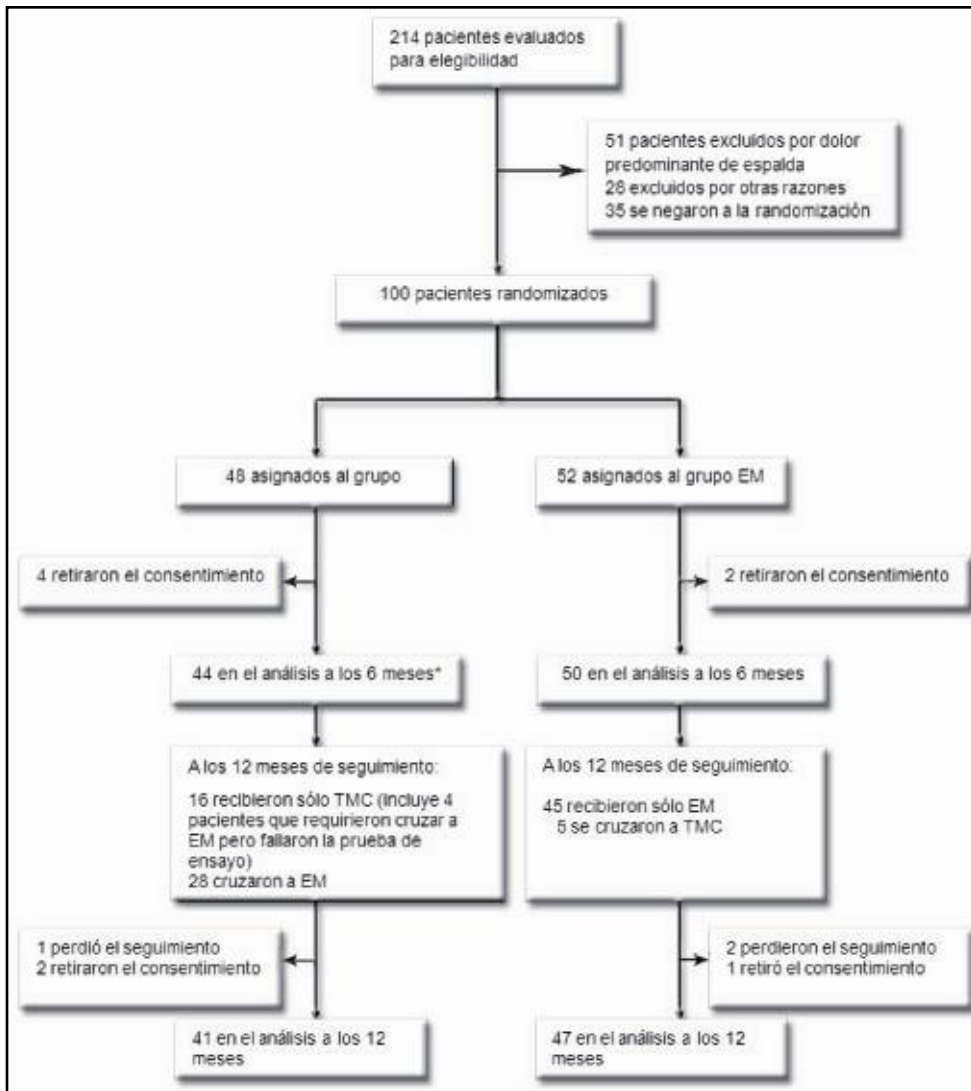 214 pacientes evaluados
para elegibilidad
51 pacientes excluidos por dolor
predominante de espalda
28 excluidos por otras razones
35 se negaron a la randomización
100 pacientes randomizados
48 asignados al grupo
52 asignados al grupo EM
4 retiraron el consentimiento
2 retiraron el consentimiento
44 en el análisis a los 6 meses*
50 en el análisis a los 6 meses
A los 12 meses de seguimiento:
16 recibieron sólo TMC (incluye 4
pacientes que requirieron cruzar a
EM pero fallaron la prueba de
ensayo)
28 cruzaron a EM
A los 12 meses de seguimiento:
45 recibieron sólo EM
5 se cruzaron a TMC
1 perdió el seguimiento
2 retiraron el consentimiento
2 perdieron el seguimiento
1 retiró el consentimiento
41 en el análisis a los 12
meses
47 en el análisis a los 12
meses